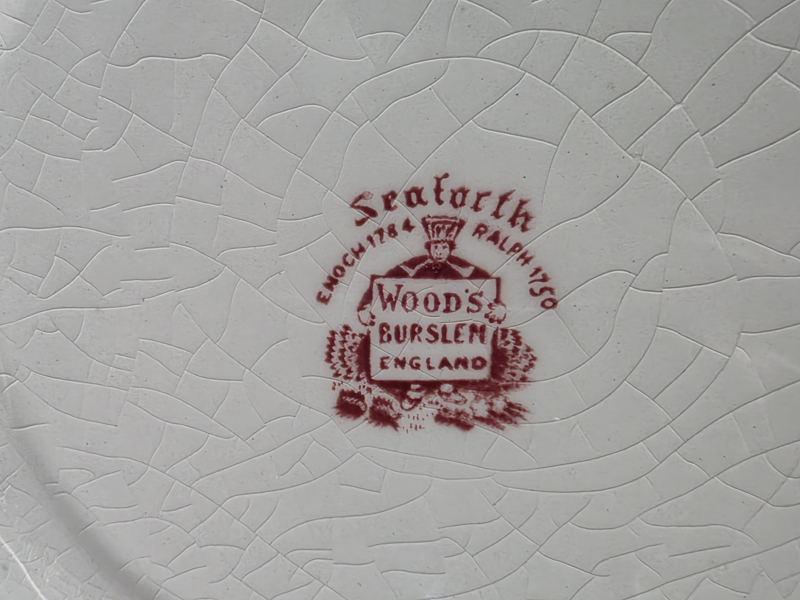 Seaforth
ENOCH 1784 RALPH 1750
WOOD'S
BURSLEM
ENGLAND